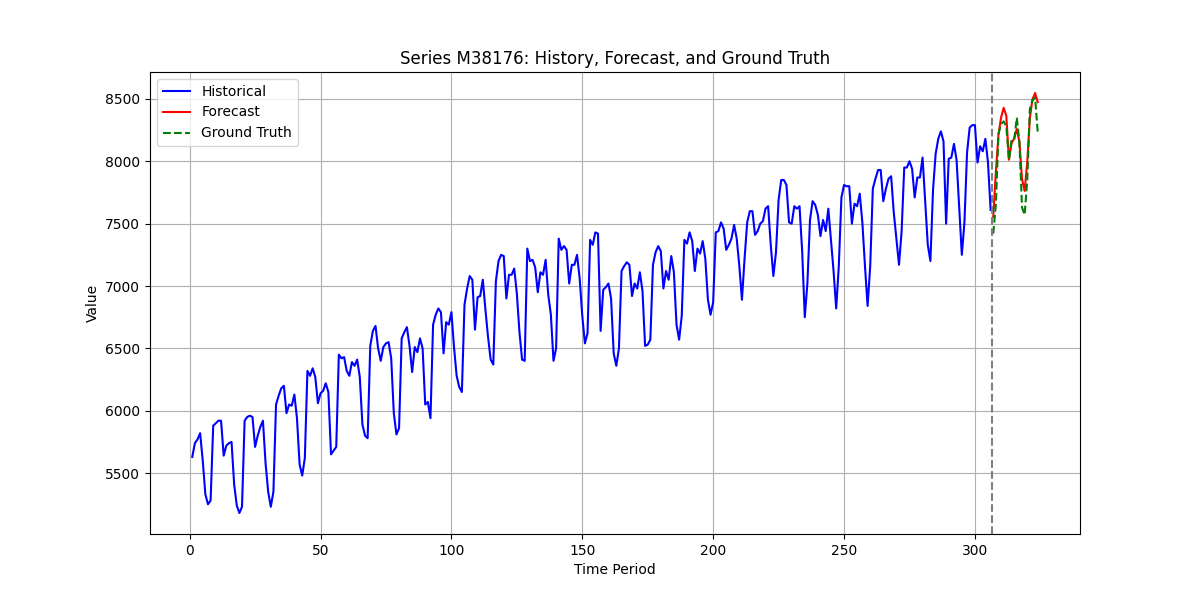 Series M38176: History, Forecast, and Ground Truth
Historical
Forecast
Ground Truth
Value
8500
8000
7500
7000
6500
6000
5500
0 50 100 150 200 250 300
Time Period